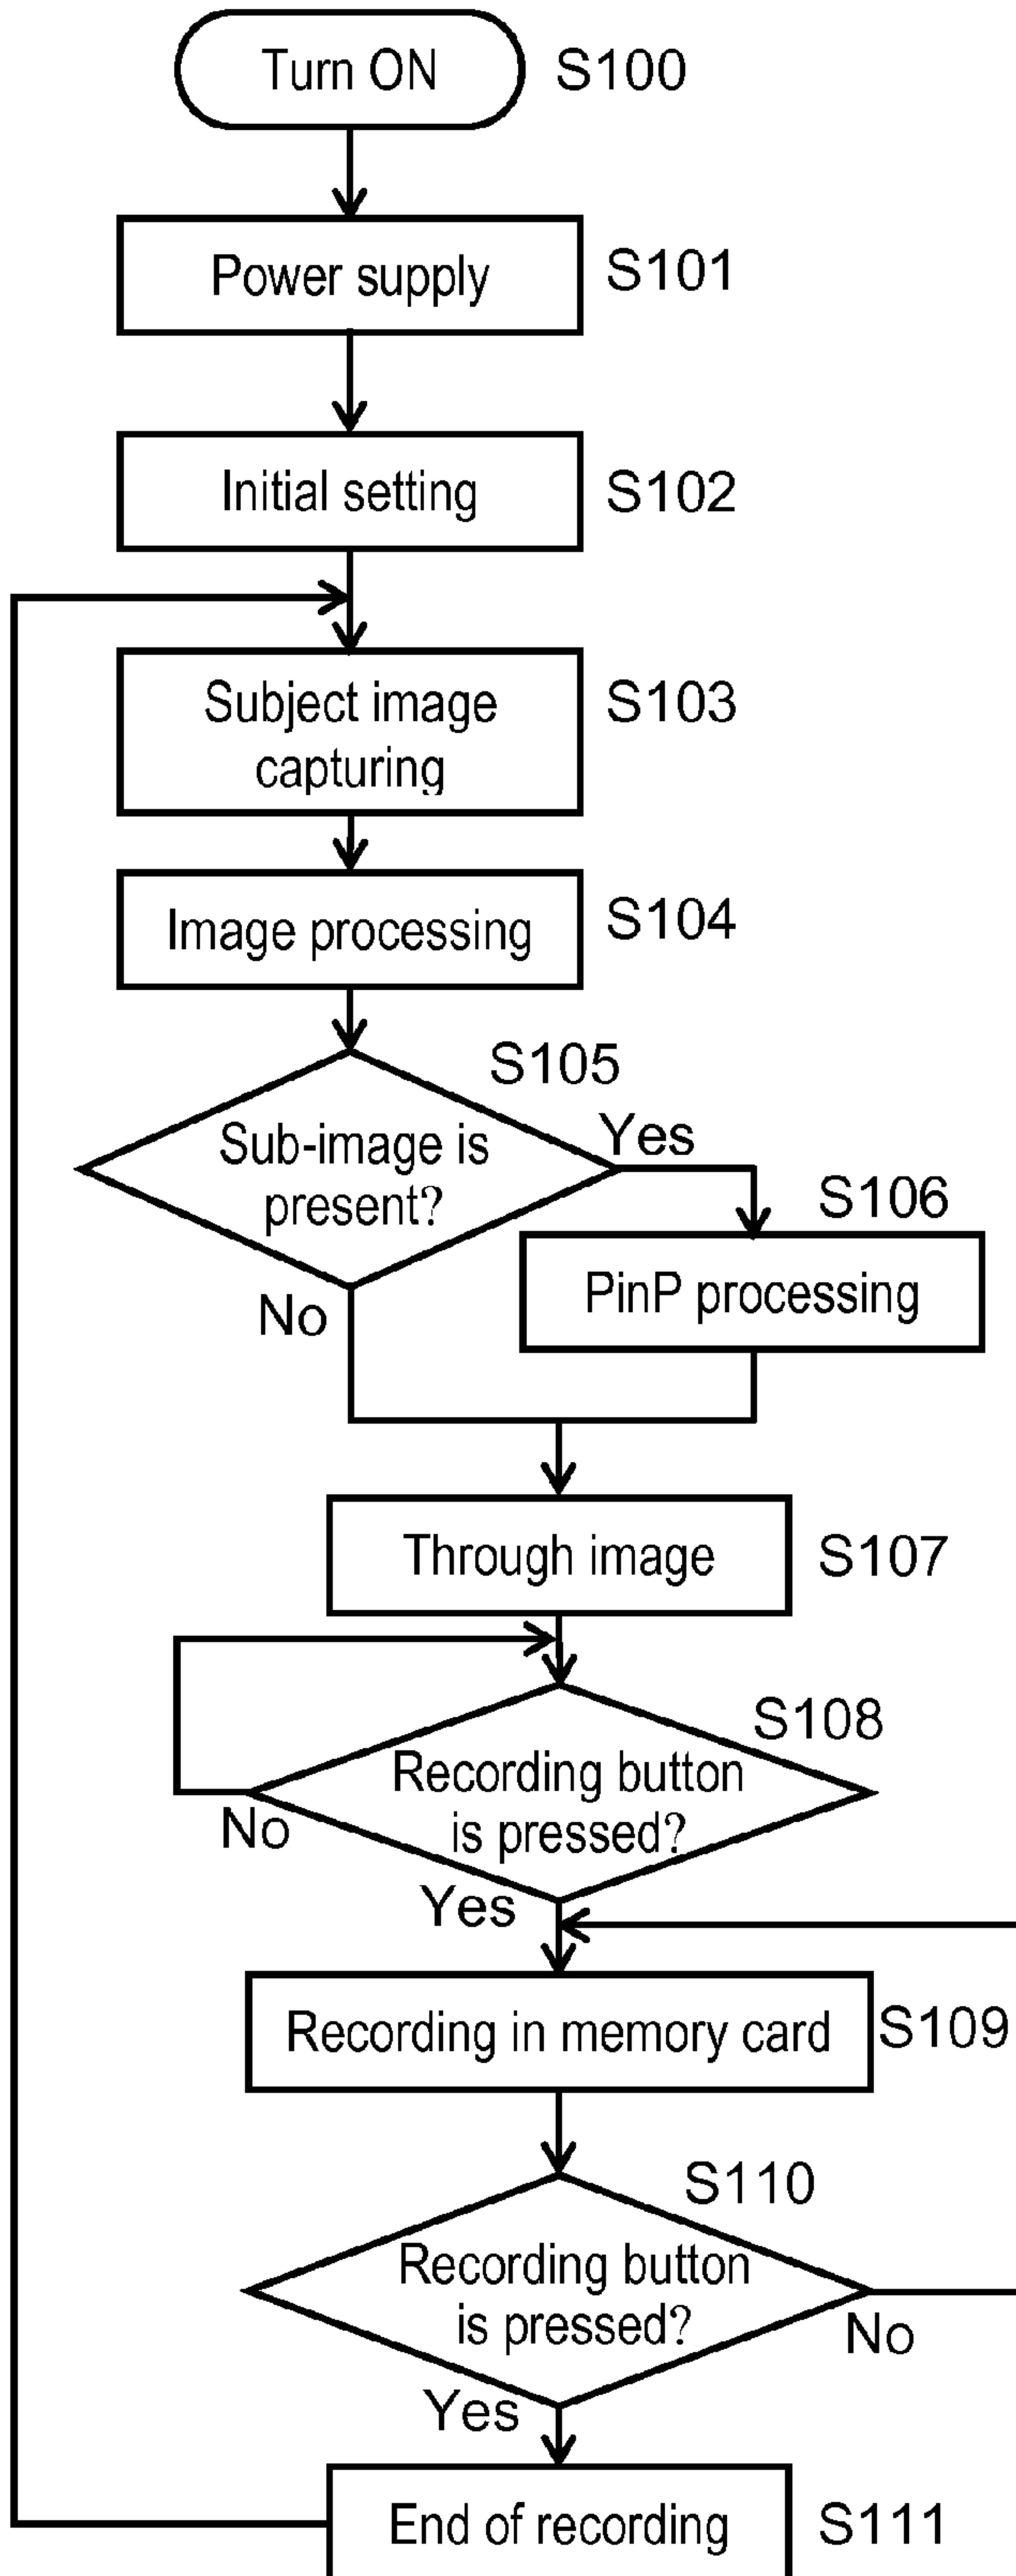 Turn ON
S100
Power supply
S101
Initial setting
S102
Subject image
capturing
S103
Image processing
S104
S105
Sub-image is
present?
Yes
No
S106
PinP processing
Through image
S107
S108
Recording button
is pressed?
No
Yes
Recording in memory card
S109
S110
Recording button
is pressed?
No
Yes
End of recording
S111